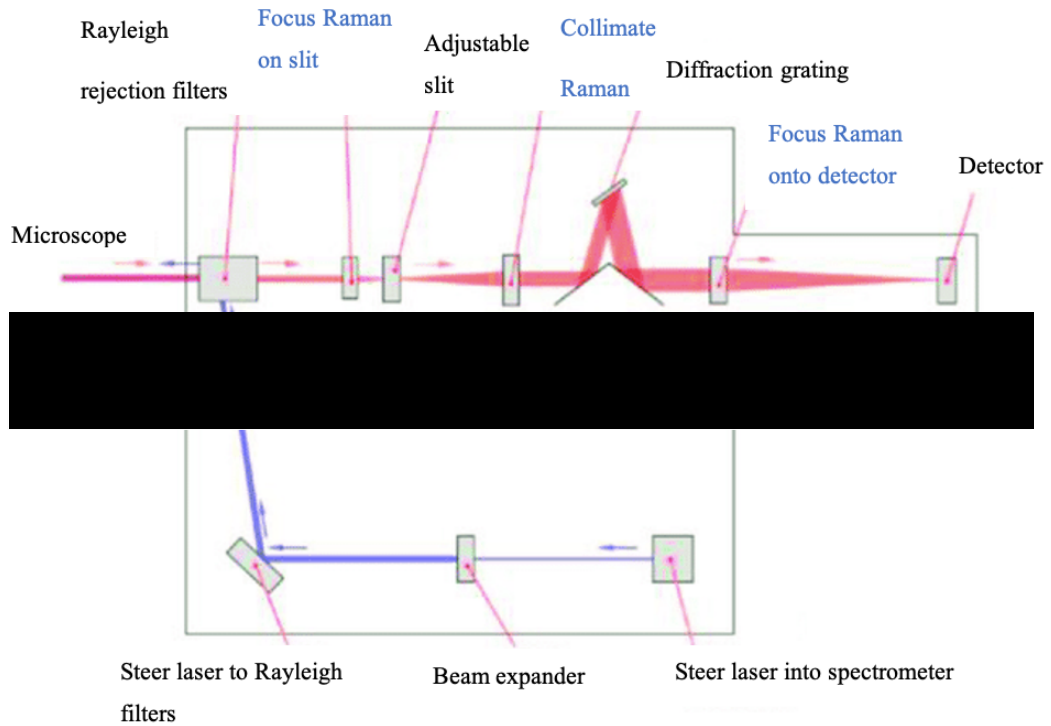 Rayleigh
rejection filters
Focus Raman
on slit
Adjustable
slit
Collimate
Raman
Diffraction grating
Focus Raman
onto detector
Detector
Microscope
Steer laser to Rayleigh
filters
Beam expander
Steer laser into spectrometer